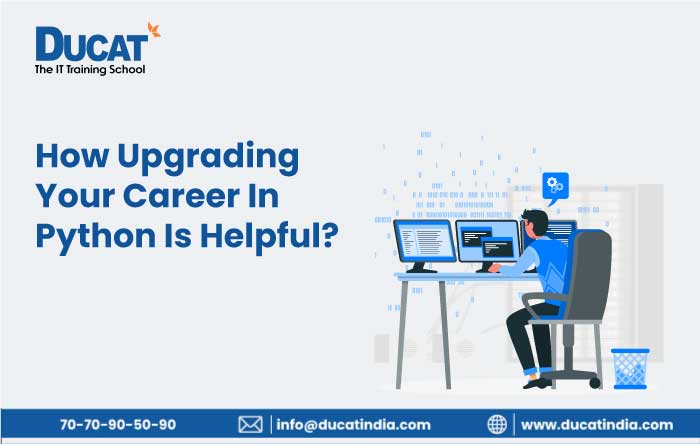 DUCAT
The IT Training School
How Upgrading
Your Career In
Python Is Helpful?
70-70-90-50-90
info@ducatindia.com
www.ducatindia.com